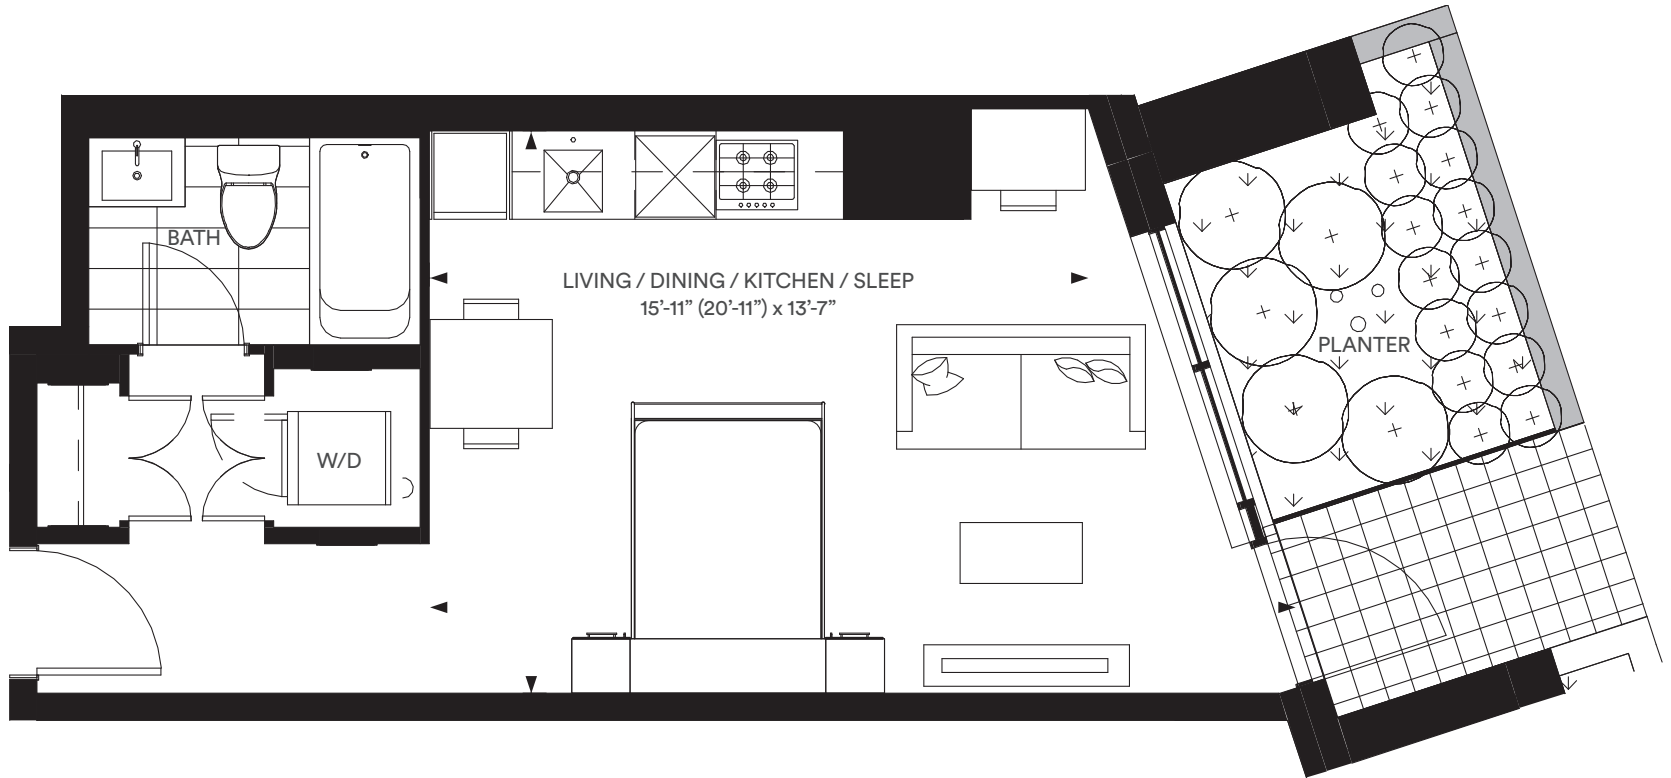 BATH
LIVING / DINING / KITCHEN / SLEEP
15’-11” (20’-11”) x 13’-7”
PLANTER
W/D